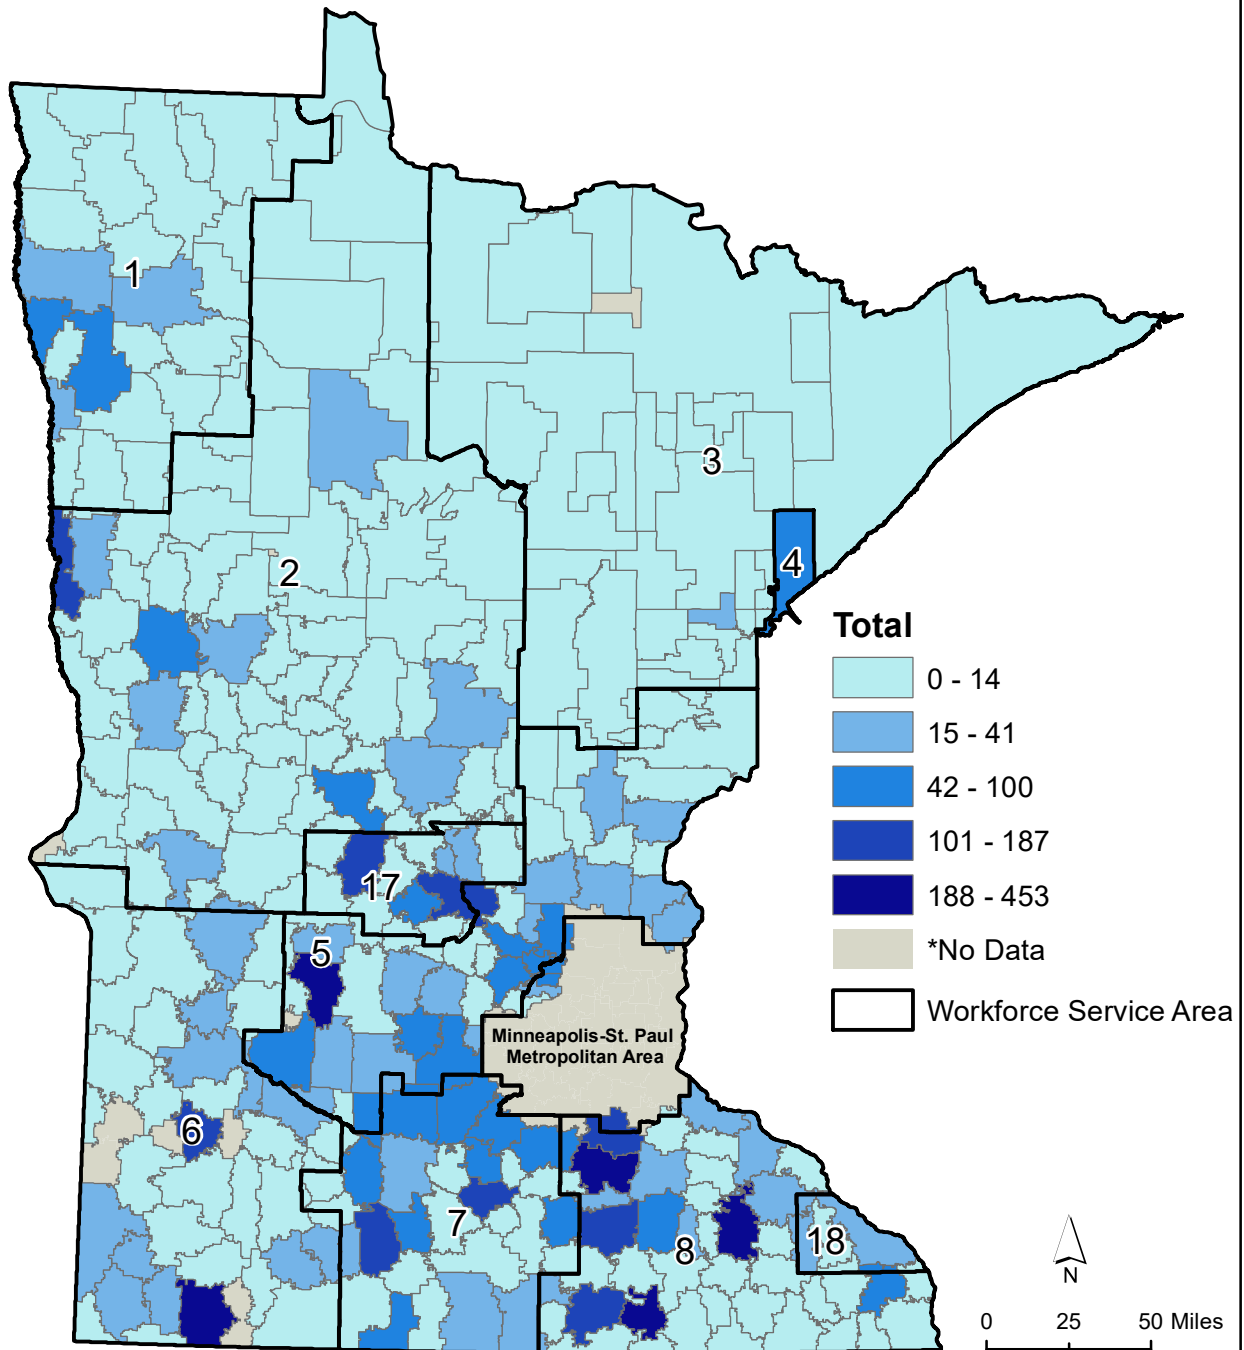 1
3
4
2
Total
0 - 14
15 - 41
42 - 100
101 - 187
188 - 453
*No Data
Workforce Service Area
17
5
Minneapolis-St. Paul
Metropolitan Area
6
7
8
18
N
0 25 50 Miles